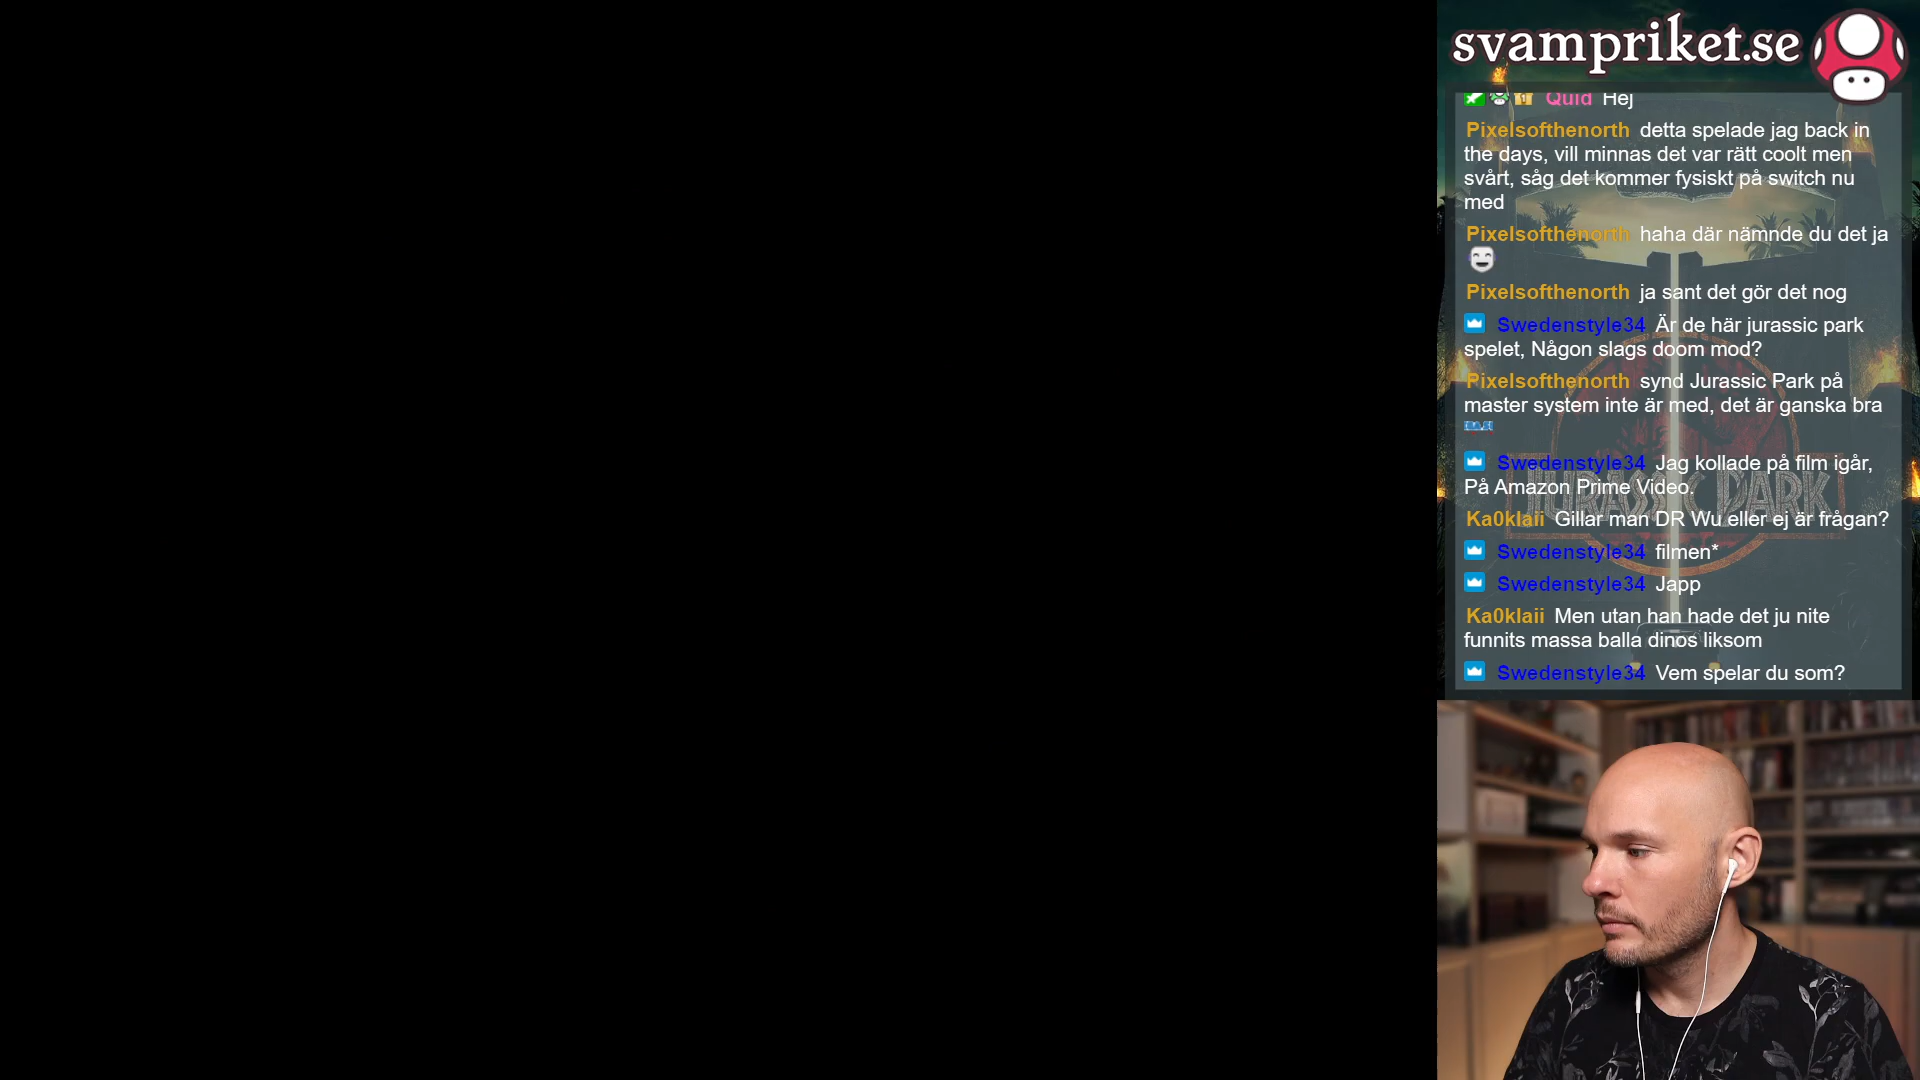 svampriket.se
Quid Hej
Pixelsofthenorth detta spelade jag back in
the days, vill minnas det var rätt coolt men
svårt, såg det kommer fysiskt på switch nu
med
Pixelsofthenorth haha där nämnde du det ja
Pixelsofthenorth ja sant det gör det nog
Swedenstyle34 Är de här jurassic park
spelet, Någon slags doom mod?
Pixelsofthenorth synd Jurassic Park på
master system inte är med, det är ganska bra
Swedenstyle34 Jag kollade på film igår,
På Amazon Prime Video.
JURASSIC PARK
Ka0klaii Gillar man DR Wu eller ej är frågan?
Swedenstyle34 filmen*
Swedenstyle34 Japp
Ka0klaii Men utan han hade det ju nite
funnits massa balla dinos liksom
Swedenstyle34 Vem spelar du som?